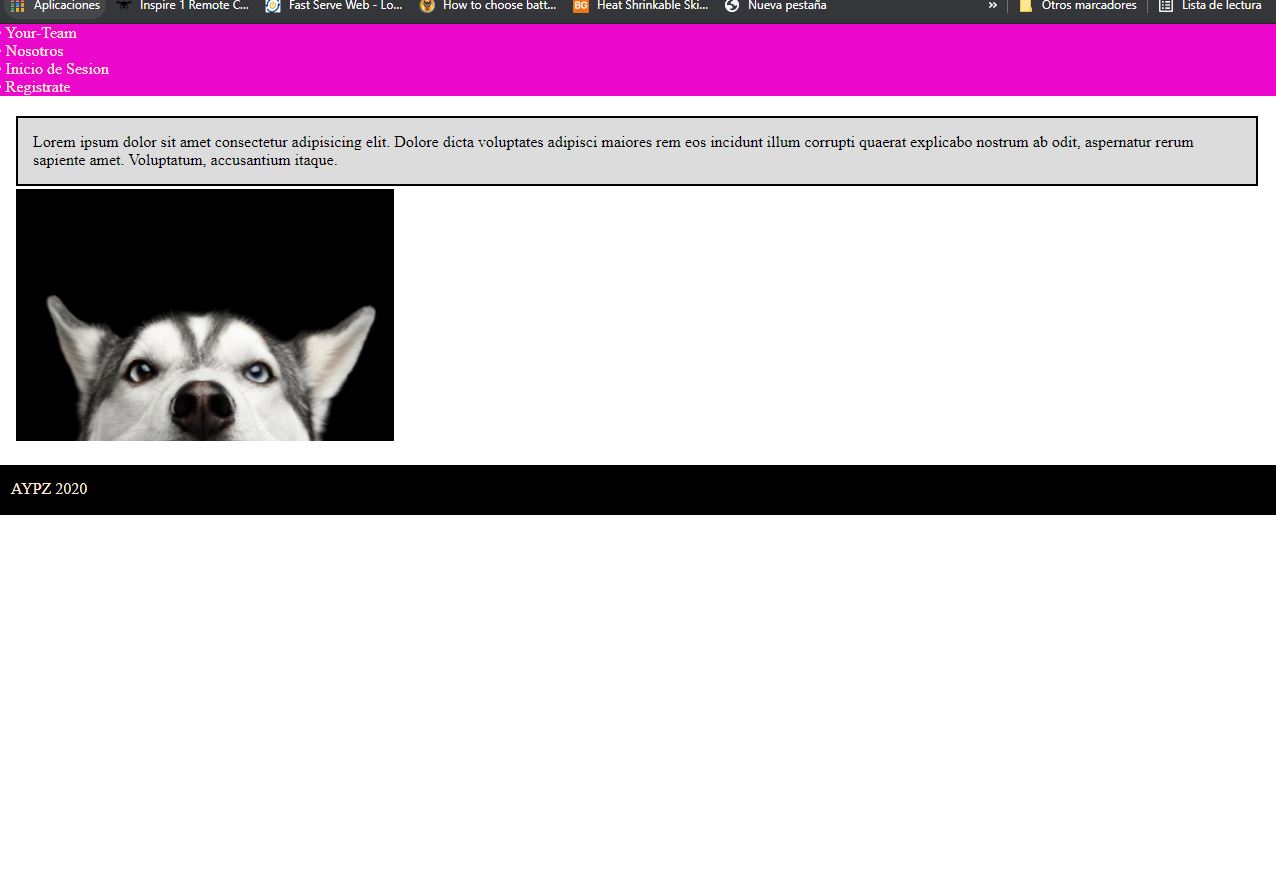 Aplicaciones Inspire 1 Remote C... Fast Serve Web - Lo... How to choose batt... BG Heat Shrinkable Ski... Nueva pestaña » Otros marcadores Lista de lectura
Your-Team
Nosotros
Inicio de Sesion
Registrate
Lorem ipsum dolor sit amet consectetur adipisicing elit. Dolore dicta voluptates adipisci maiores rem eos incidunt illum corrupti quaerat explicabo nostrum ab odit, aspernatur rerum
sapiente amet. Voluptatum, accusantium itaque.
AYPZ 2020